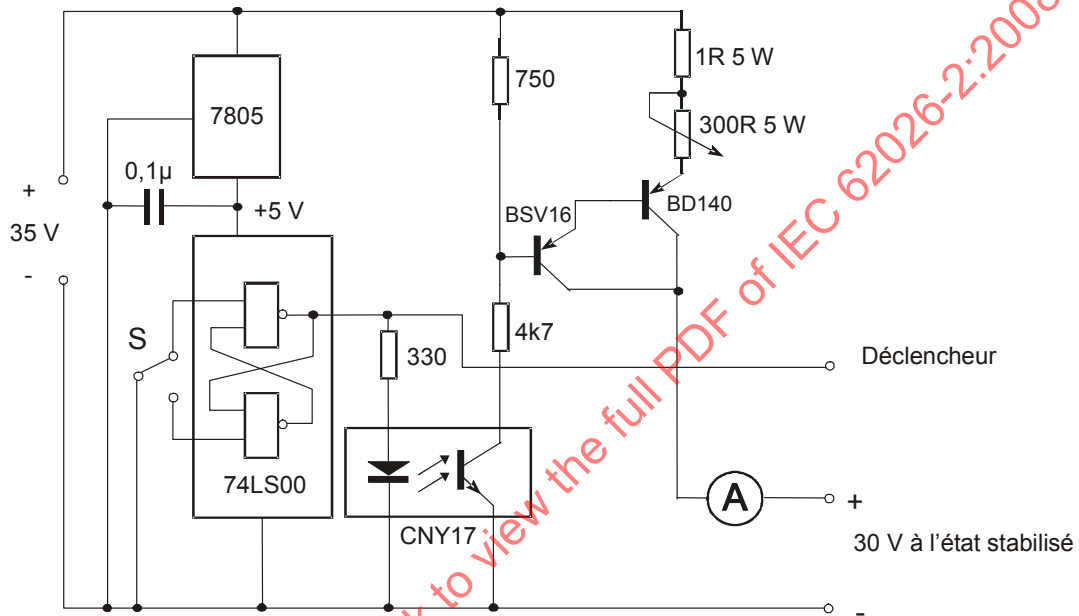 1R 5 W
750
7805
300R 5 W
0,1µ
+
35 V
-
+5 V
BSV16
BD140
S
4k7
330
Déclencheur
74LS00
CNY17
A
+
30 V à l’état stabilisé
-
k to view the full PDF of IEC 62026-2:2008